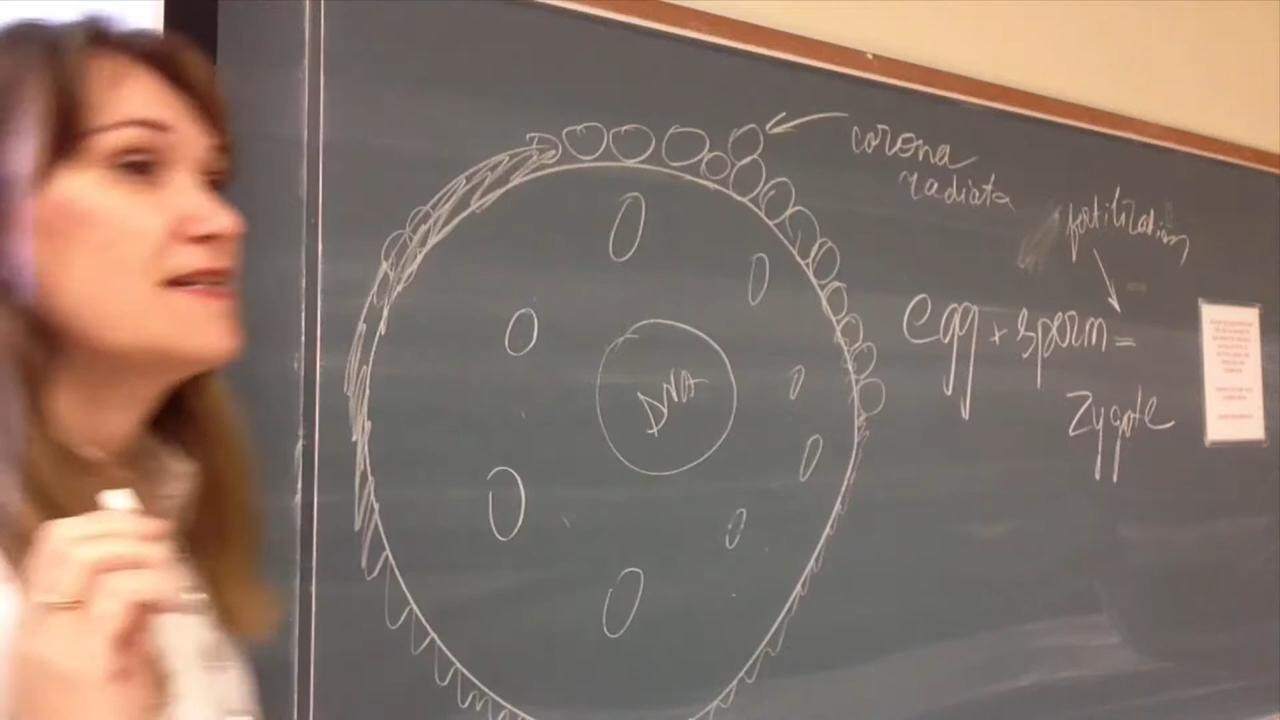 corona
radiata
fertilization
egg + sperm =
zygote
DNA